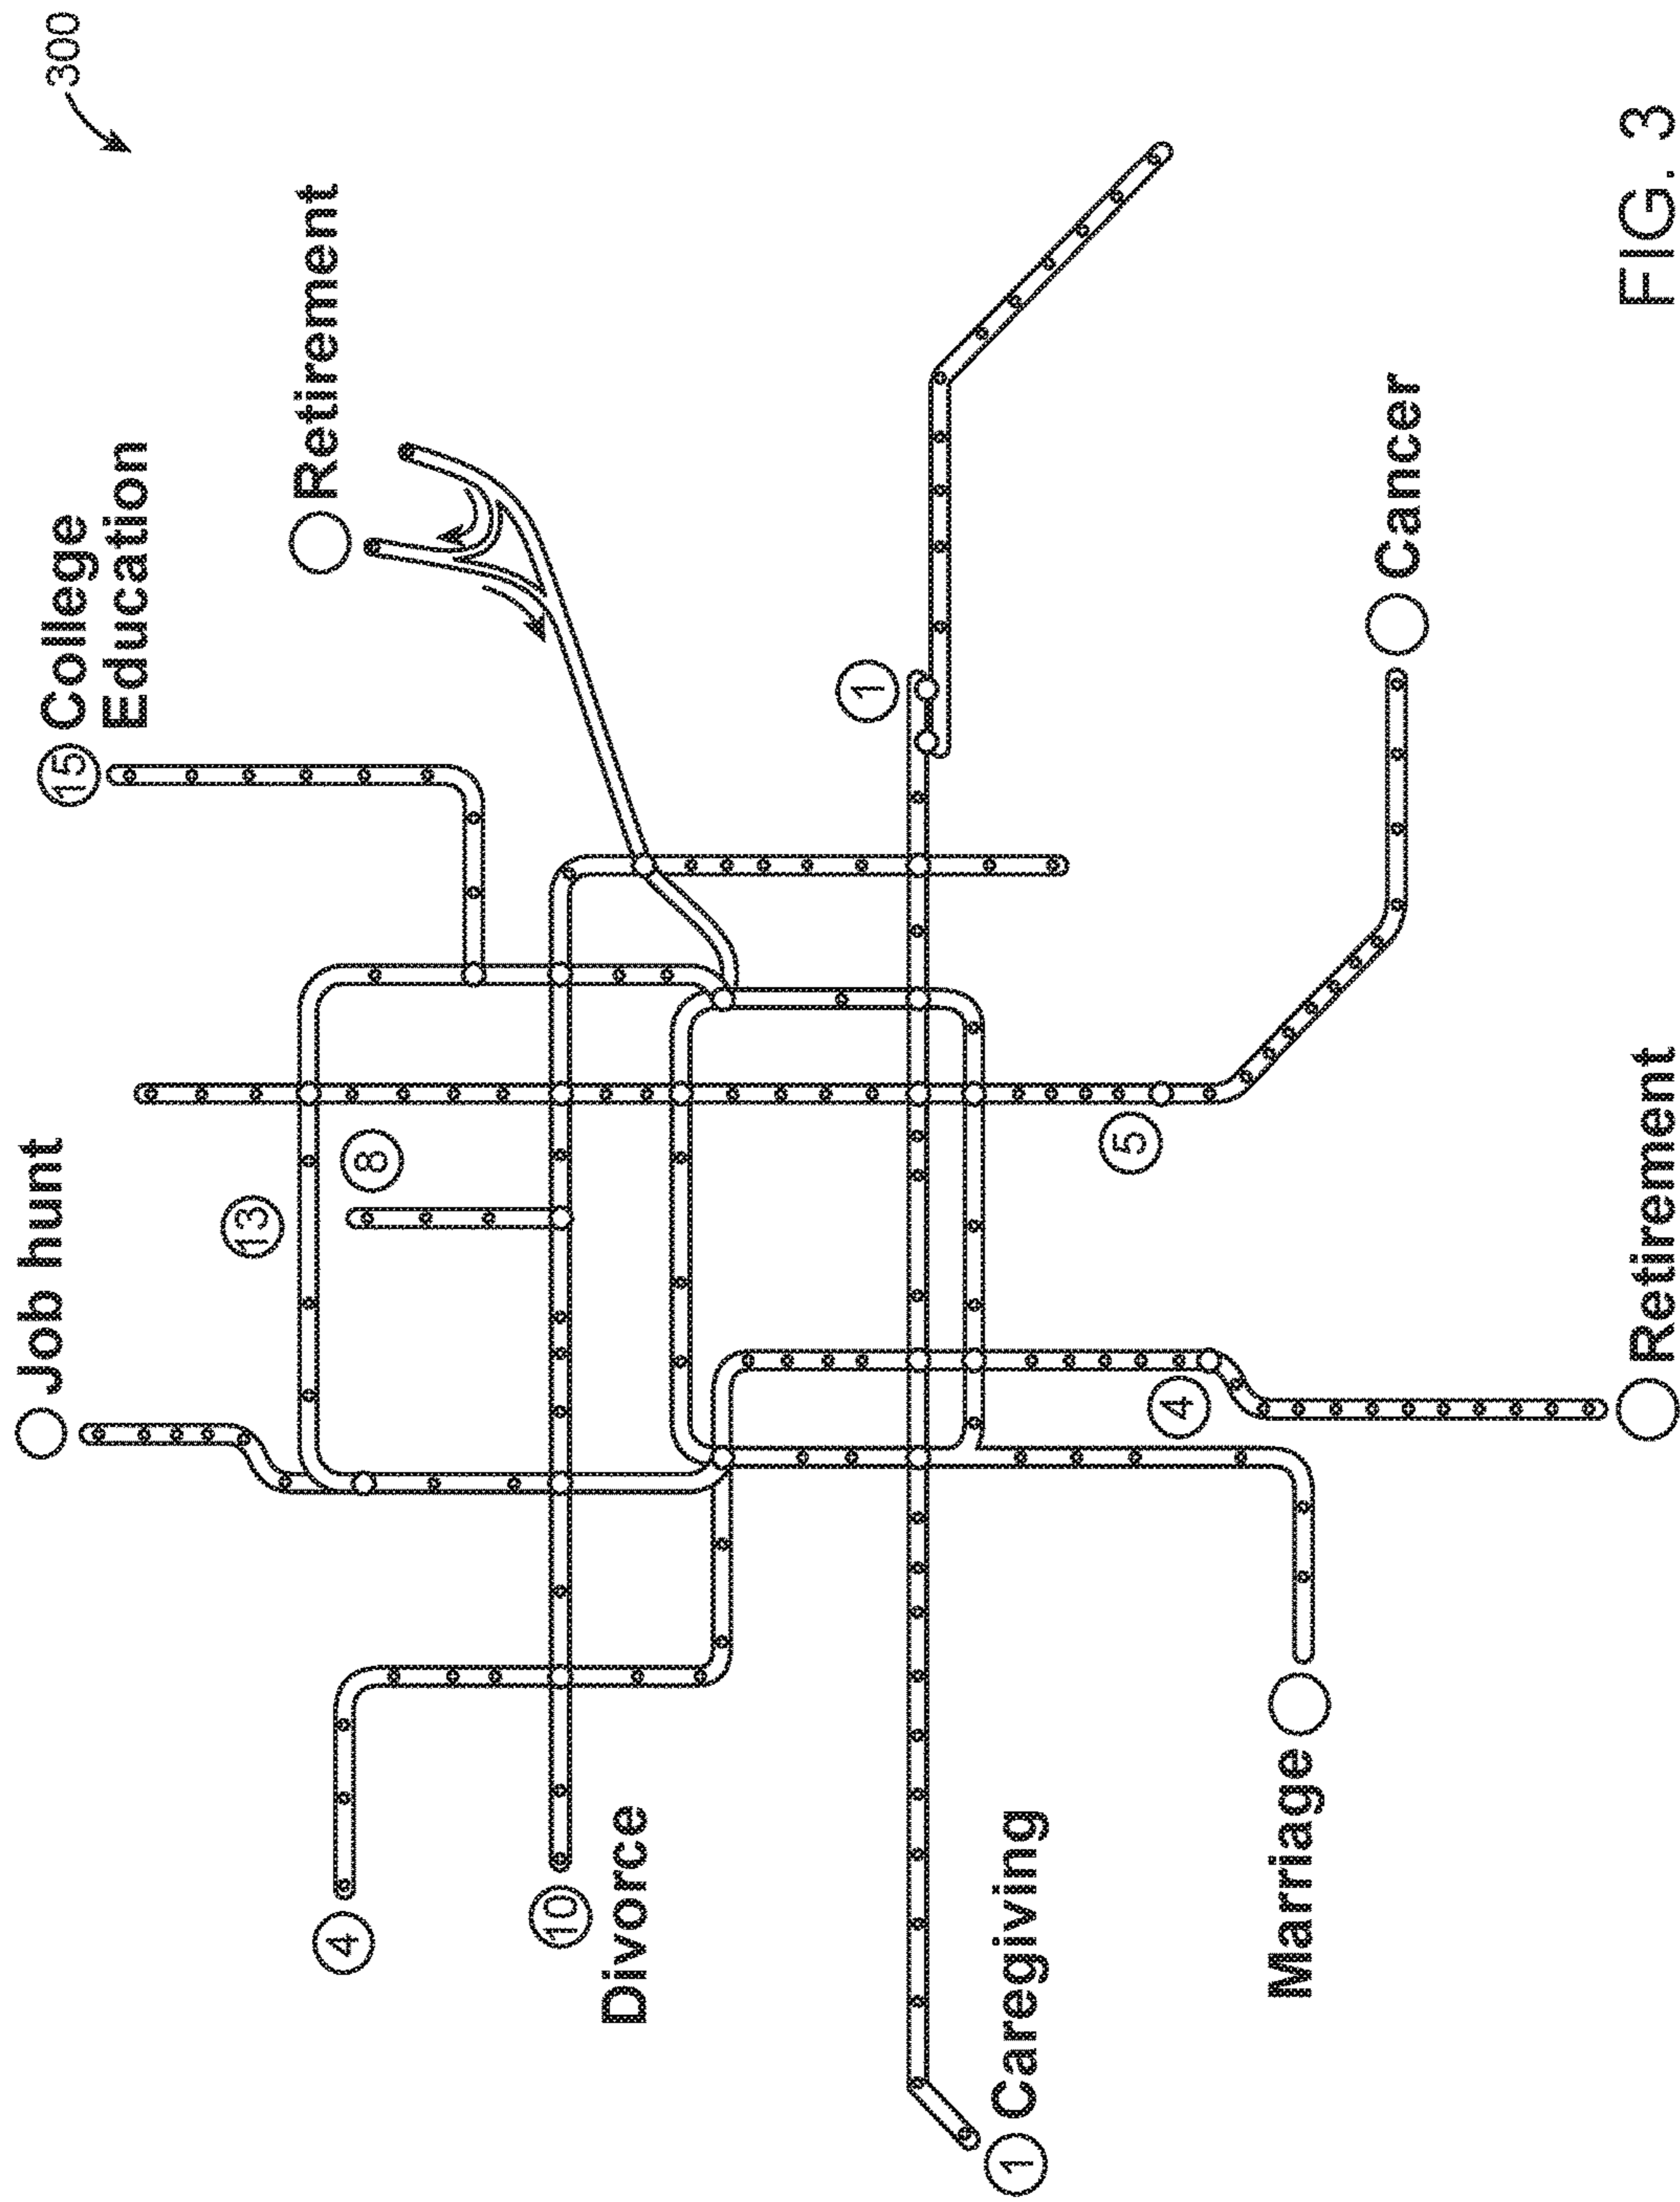 300
Job hunt
15 College
Education
13
Retirement
4
8
10
Divorce
1
1 Caregiving
5
4
Marriage
Cancer
Retirement
FIG. 3